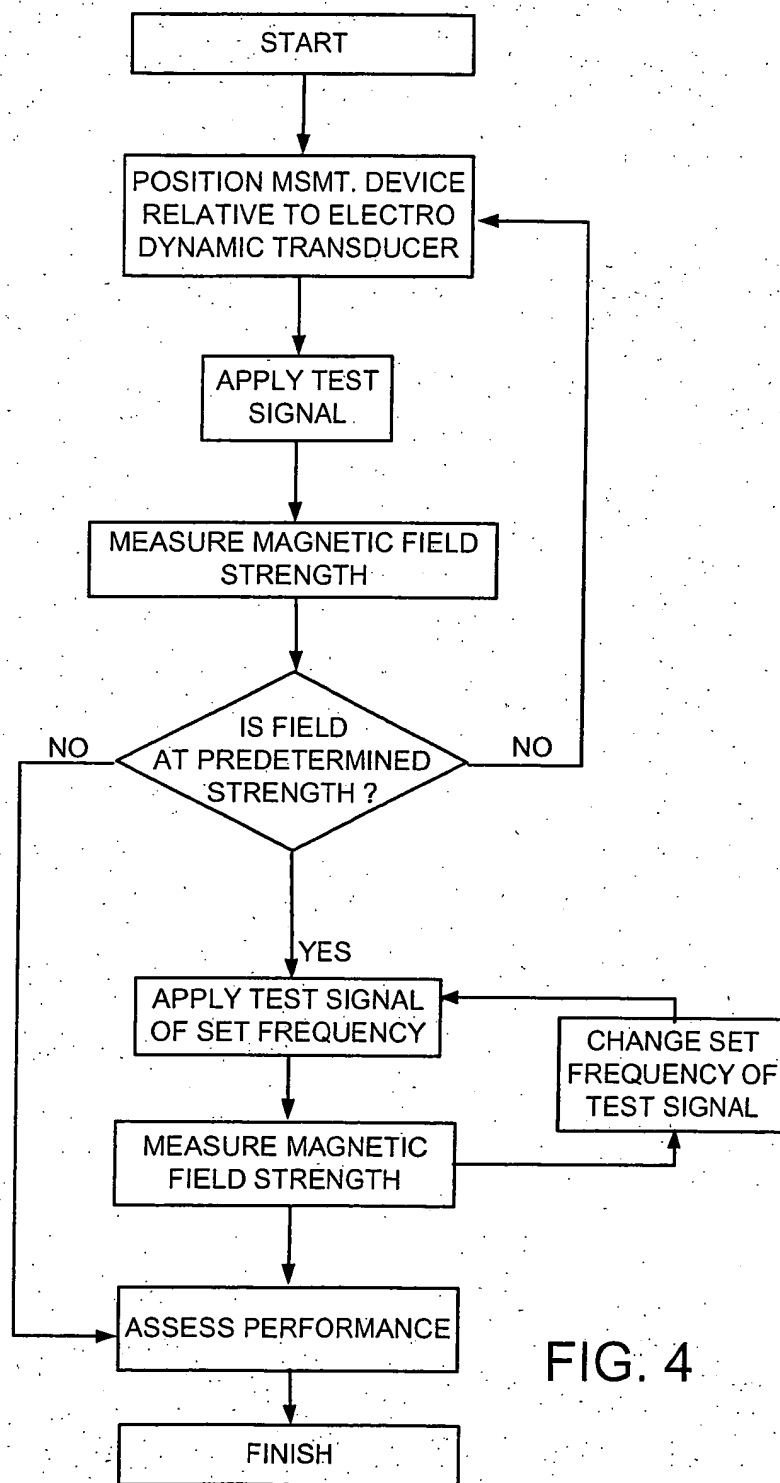 START
POSITION MSMT. DEVICE
RELATIVE TO ELECTRO
DYNAMIC TRANSDUCER
APPLY TEST
SIGNAL
MEASURE MAGNETIC FIELD
STRENGTH
IS FIELD
AT PREDETERMINED
STRENGTH ?
NO
NO
YES
APPLY TEST SIGNAL
OF SET FREQUENCY
CHANGE SET
FREQUENCY OF
TEST SIGNAL
MEASURE MAGNETIC
FIELD STRENGTH
ASSESS PERFORMANCE
FINISH
FIG. 4